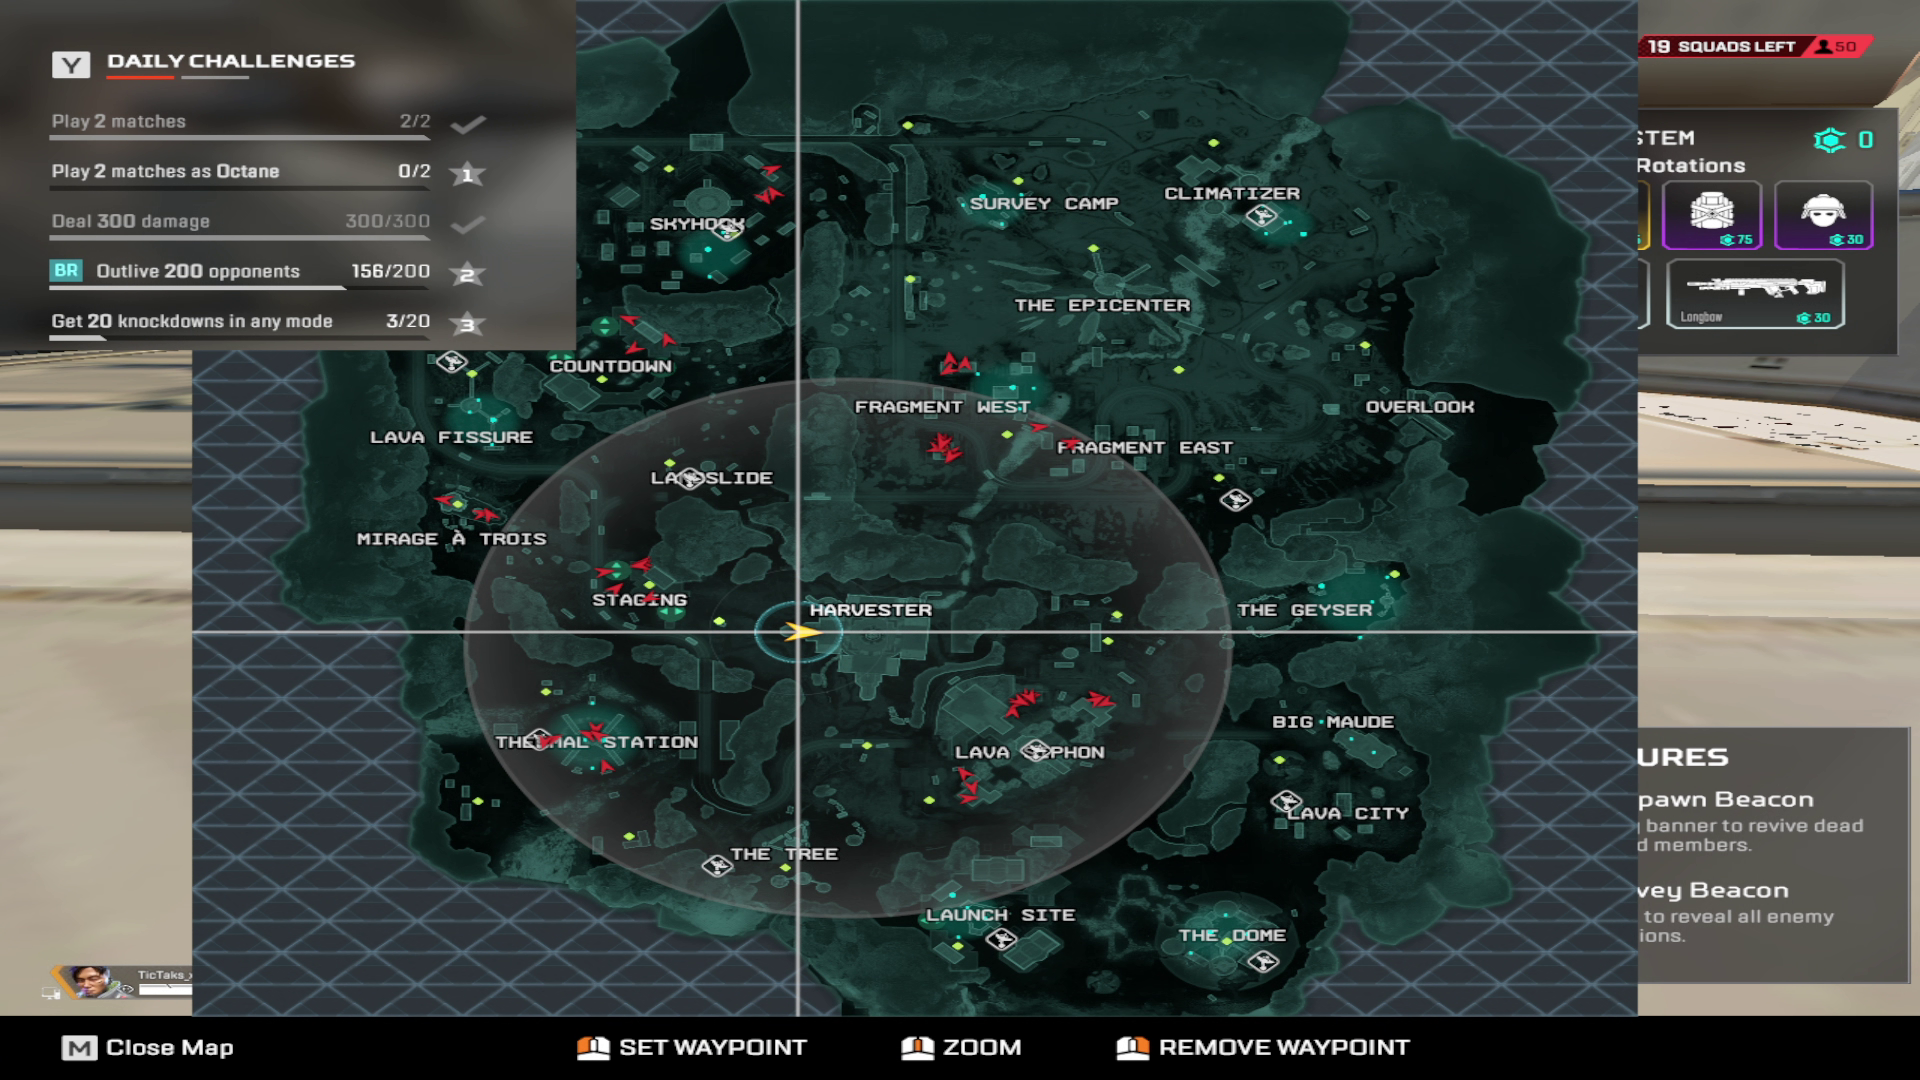 Y DAILY CHALLENGES
Play 2 matches 2/2
Play 2 matches as Octane 0/2 1
Deal 300 damage 300/300
BR Outlive 200 opponents 156/200 2
Get 20 knockdowns in any mode 3/20 3
19 SQUADS LEFT 50
STEM 0
Rotations
75
30
Longbow 30
SKYHOOK
SURVEY CAMP
CLIMATIZER
THE EPICENTER
COUNTDOWN
FRAGMENT WEST
OVERLOOK
LAVA FISSURE
FRAGMENT EAST
LANDSLIDE
MIRAGE À TROIS
STAGING
HARVESTER
THE GEYSER
BIG MAUDE
THERMAL STATION
LAVA SIPHON
LAVA CITY
THE TREE
LAUNCH SITE
THE DOME
URES
pawn Beacon
banner to revive dead
d members.
vey Beacon
to reveal all enemy
ions.
TicTaks_
M Close Map
SET WAYPOINT
ZOOM
REMOVE WAYPOINT